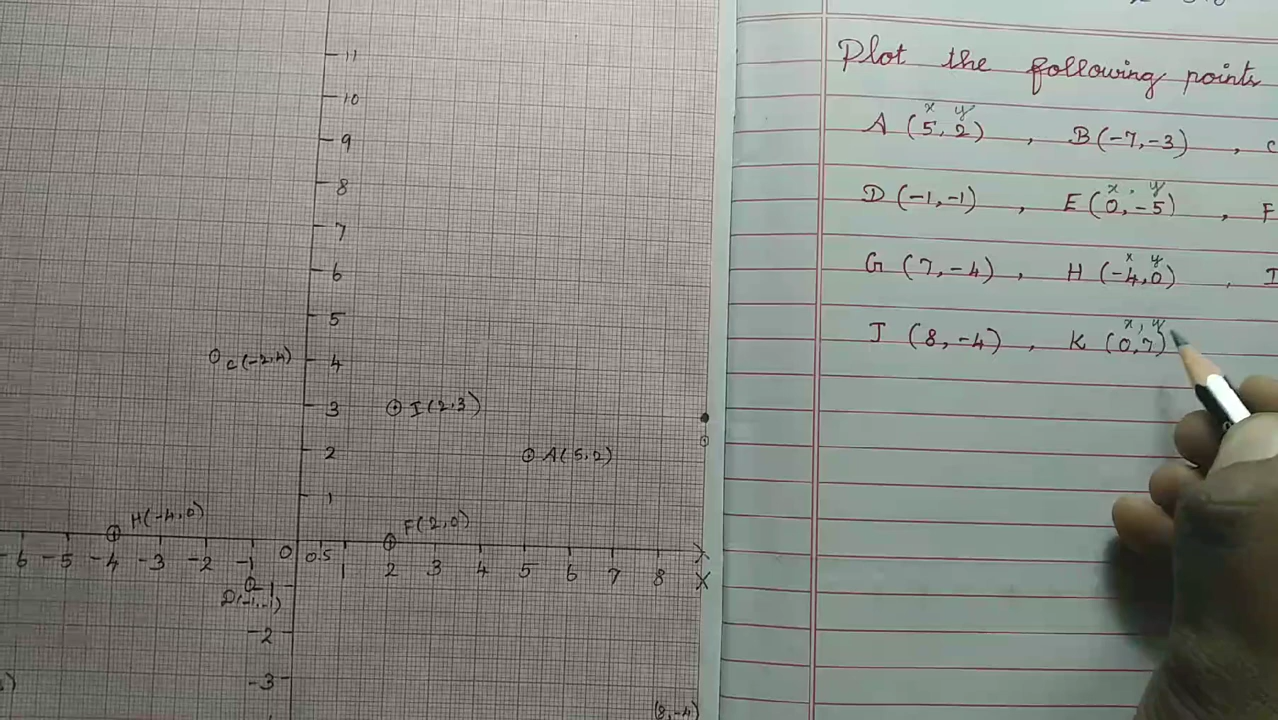 11
10
9
8
7
6
5
C(-2,4) 4
3 I(2,3)
2 A(5,2)
1
H(-4,0) F(2,0)
-6 -5 -4 -3 -2 -1 0 0.5 1 2 3 4 5 6 7 8 X
-1
D(-1,-1)
-2
-3
(8,-4)
Plot the following points
x y
A (5, 2) , B(-7,-3) , C
x , y
D (-1,-1) , E(0,-5) , F
x y
G (7,-4) , H (-4,0) , I
x, y
J (8,-4) , K (0,7)